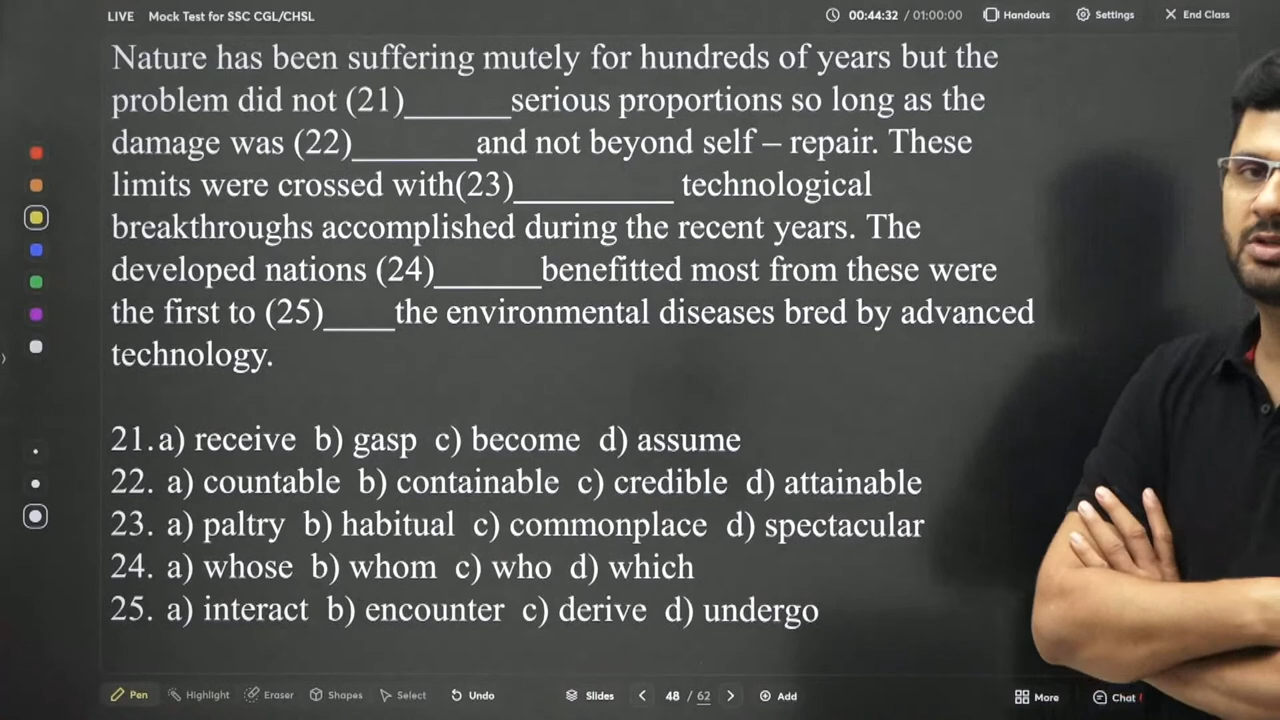 LIVE Mock Test for SSC CGL/CHSL 00:44:32 / 01:00:00 Handouts Settings End Class
Nature has been suffering mutely for hundreds of years but the
problem did not (21)______serious proportions so long as the
damage was (22)_______and not beyond self – repair. These
limits were crossed with(23)_________ technological
breakthroughs accomplished during the recent years. The
developed nations (24)______benefitted most from these were
the first to (25)____the environmental diseases bred by advanced
technology.
21.a) receive b) gasp c) become d) assume
22. a) countable b) containable c) credible d) attainable
23. a) paltry b) habitual c) commonplace d) spectacular
24. a) whose b) whom c) who d) which
25. a) interact b) encounter c) derive d) undergo
Pen Highlight Eraser Shapes Select Undo Slides 48 / 62 Add More Chat